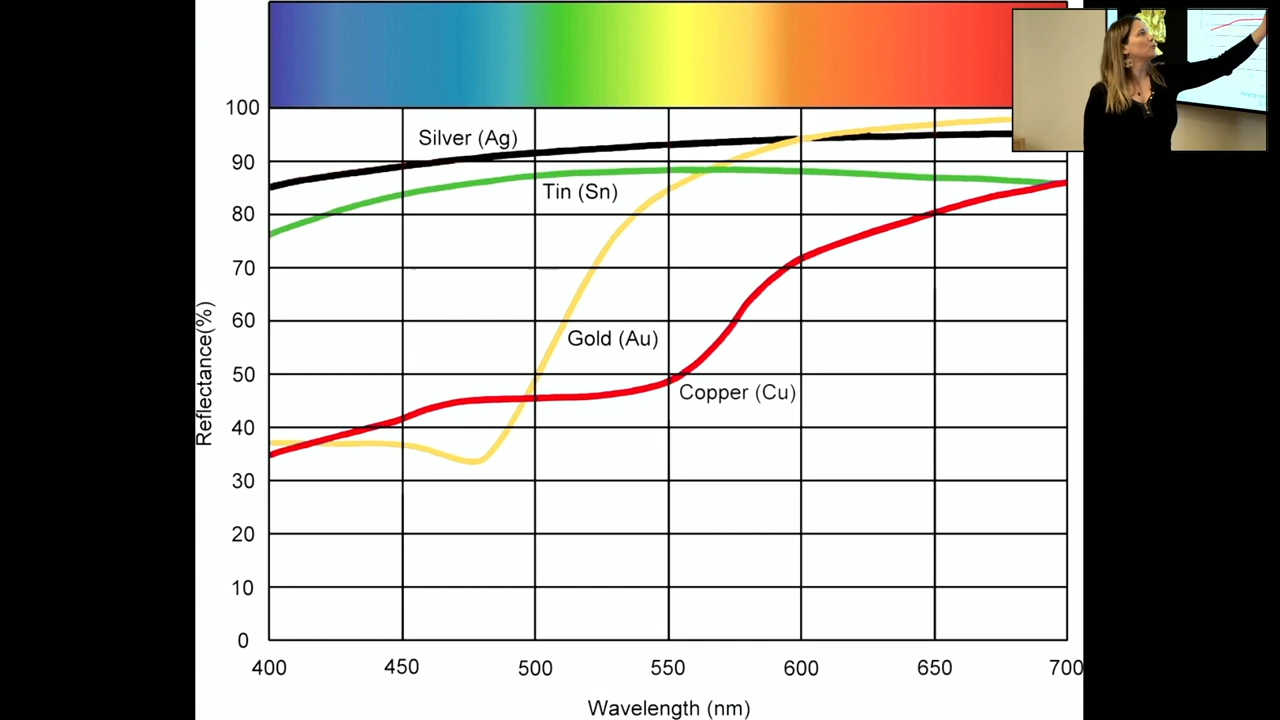 100
90
80
70
60
50
40
30
20
10
0
Reflectance(%)
Silver (Ag)
Tin (Sn)
Gold (Au)
Copper (Cu)
400 450 500 550 600 650 700
Wavelength (nm)